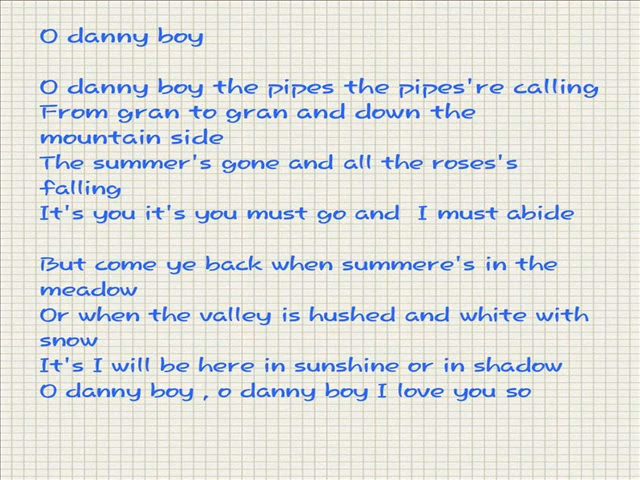 O danny boy
O danny boy the pipes the pipes're calling
From gran to gran and down the
mountain side
The summer's gone and all the roses's
falling
It's you it's you must go and I must abide
But come ye back when summere's in the
meadow
Or when the valley is hushed and white with
snow
It's I will be here in sunshine or in shadow
O danny boy , o danny boy I love you so